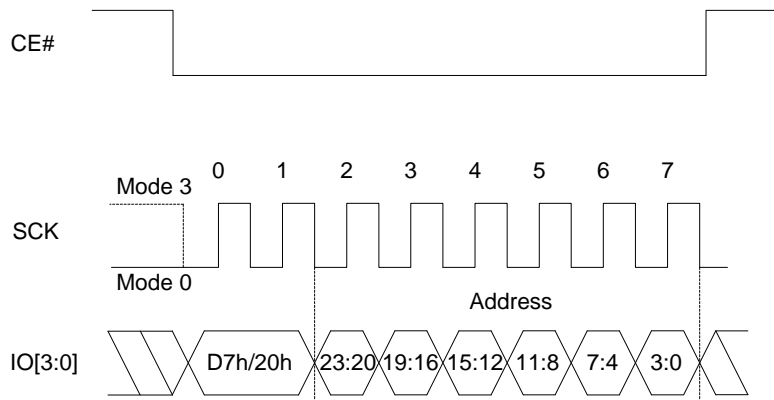 CE#
0 1 2 3 4 5 6 7
Mode 3
SCK
Mode 0
Address
IO[3:0] D7h/20h 23:20 19:16 15:12 11:8 7:4 3:0